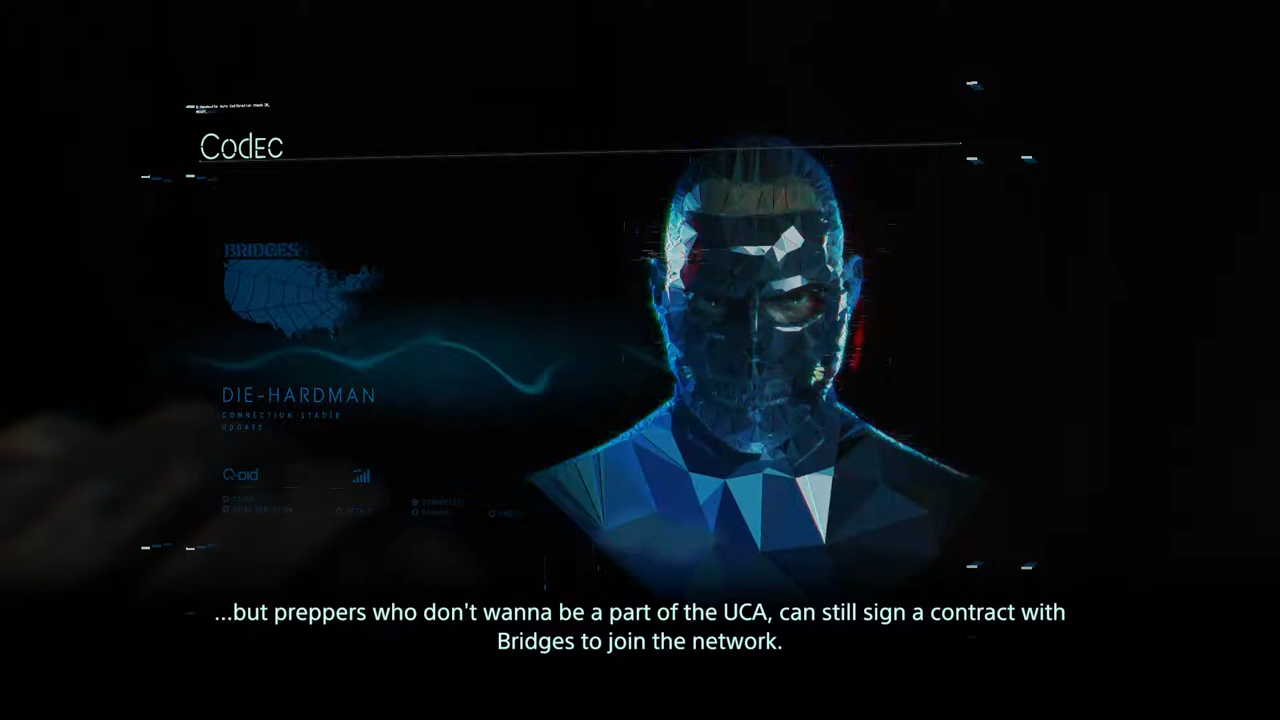 CodEC
BRIDGES
DIE-HARDMAN
CONNECTION STABLE
UPDATE
Q-pid
...but preppers who don't wanna be a part of the UCA, can still sign a contract with
Bridges to join the network.